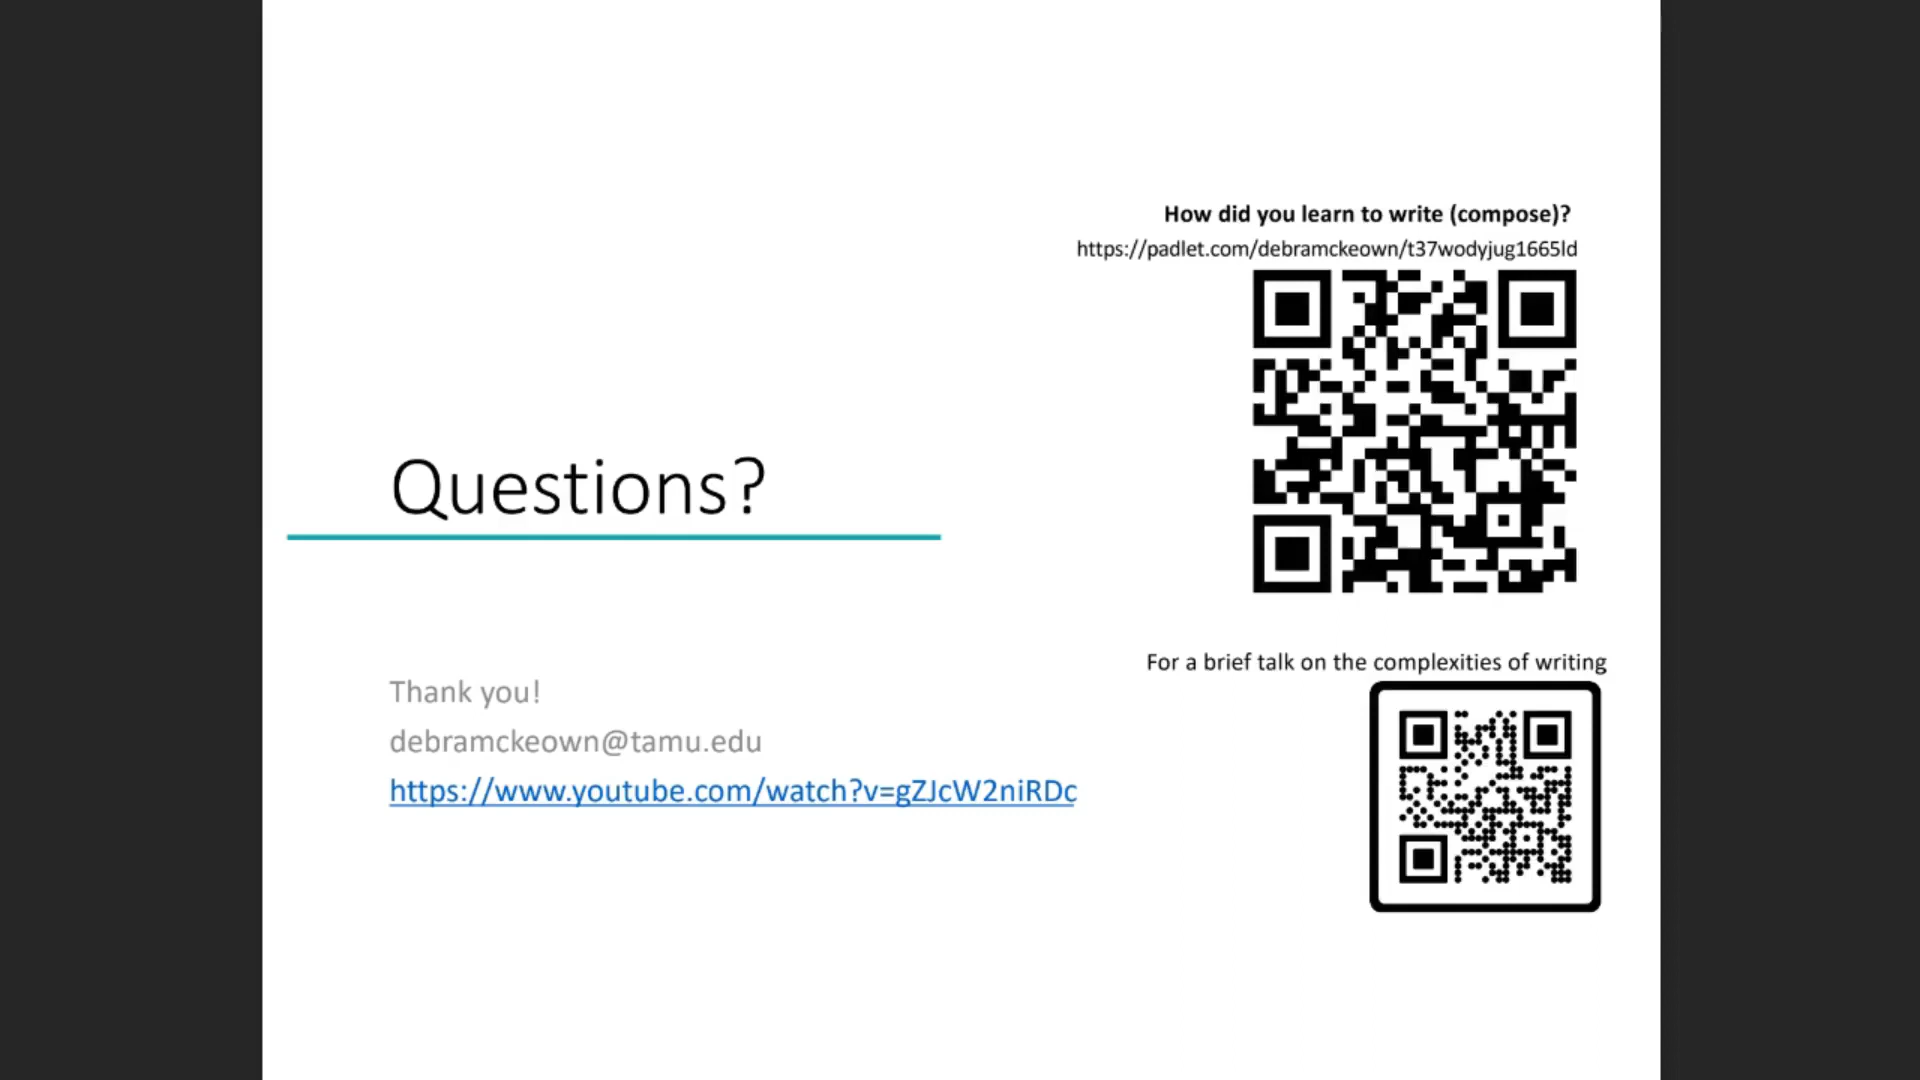 How did you learn to write (compose)?
https://padlet.com/debramckeown/t37wodyjug1665ld
Questions?
For a brief talk on the complexities of writing
Thank you!
debramckeown@tamu.edu
https://www.youtube.com/watch?v=gZJcW2niRDc